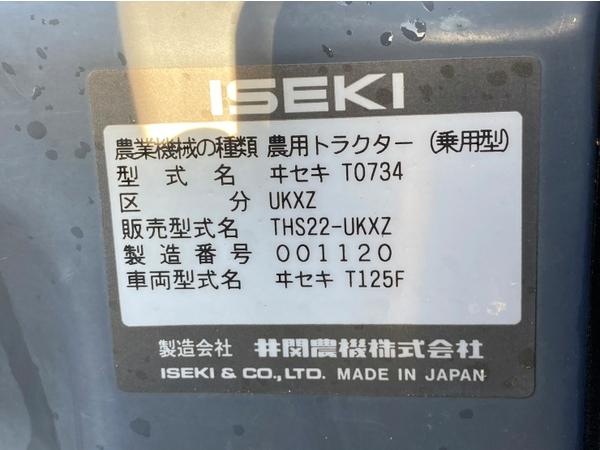 ISEKI
農業機械の種類 農用トラクター (乗用型)
型式名 ヰセキ T0734
区分 UKXZ
販売型式名 THS22-UKXZ
製造番号 001120
車両型式名 ヰセキ T125F
製造会社 井関農機株式会社
ISEKI & CO., LTD. MADE IN JAPAN